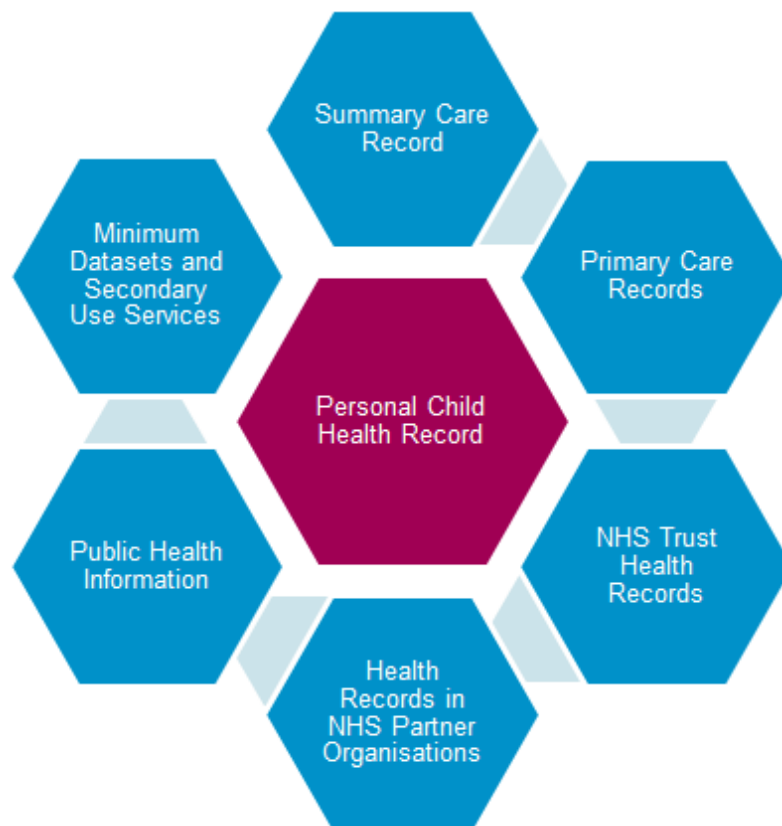 Summary Care
Record
Minimum
Datasets and
Secondary
Use Services
Primary Care
Records
Personal Child
Health Record
Public Health
Information
NHS Trust
Health
Records
Health
Records in
NHS Partner
Organisations